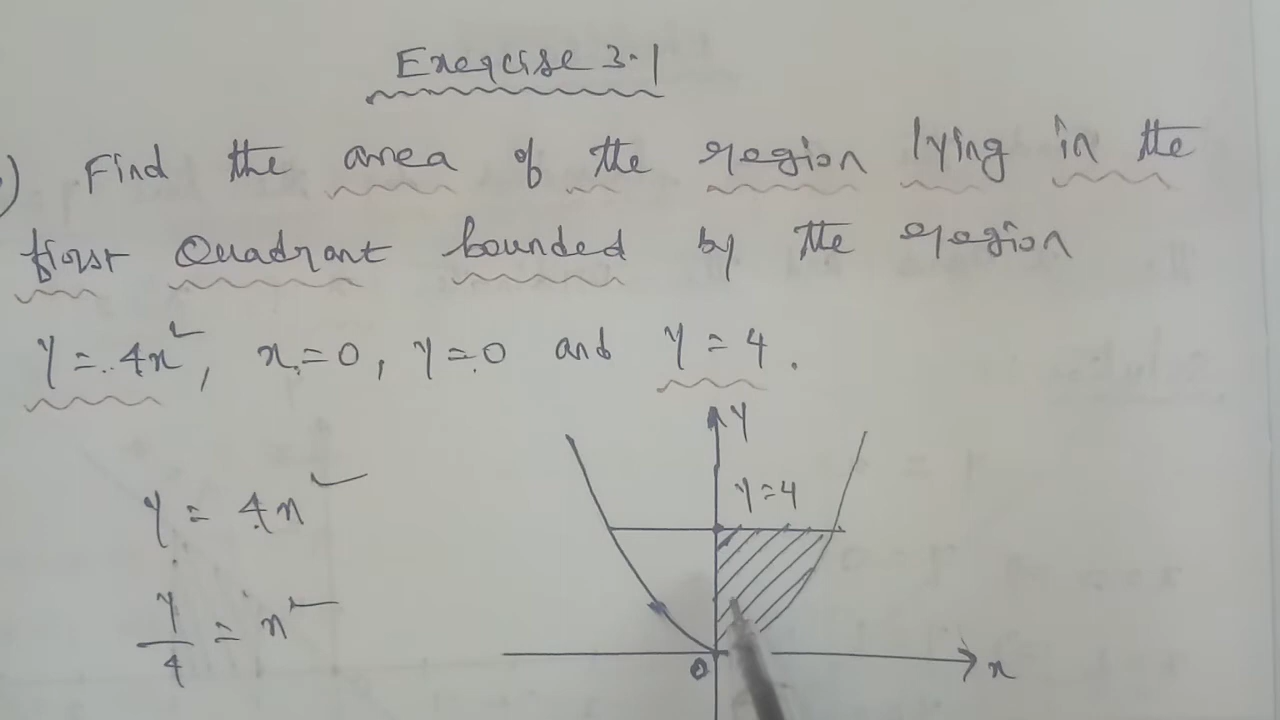 Exercise 3.1
) Find the area of the region lying in the
first Quadrant bounded by the region
y = 4x², x = 0, y = 0 and y = 4.
y
y = 4x²
y = 4
y/4 = x²
0
x